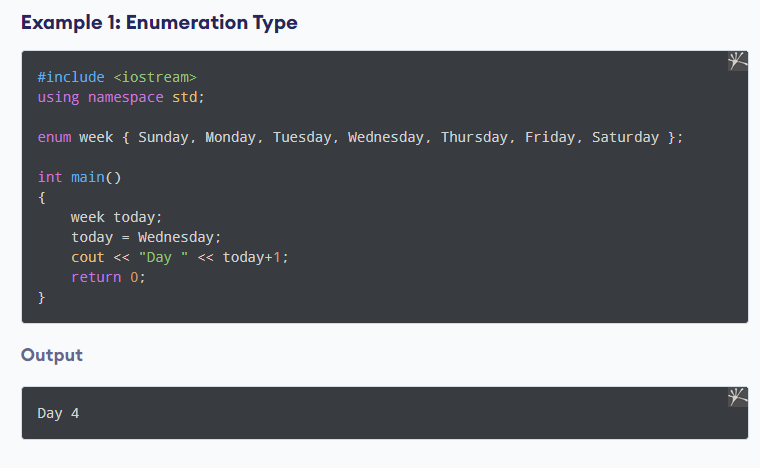 Example 1: Enumeration Type
#include <iostream>
using namespace std;
enum week { Sunday, Monday, Tuesday, Wednesday, Thursday, Friday, Saturday };
int main()
{
    week today;
    today = Wednesday;
    cout << "Day " << today+1;
    return 0;
}
Output
Day 4